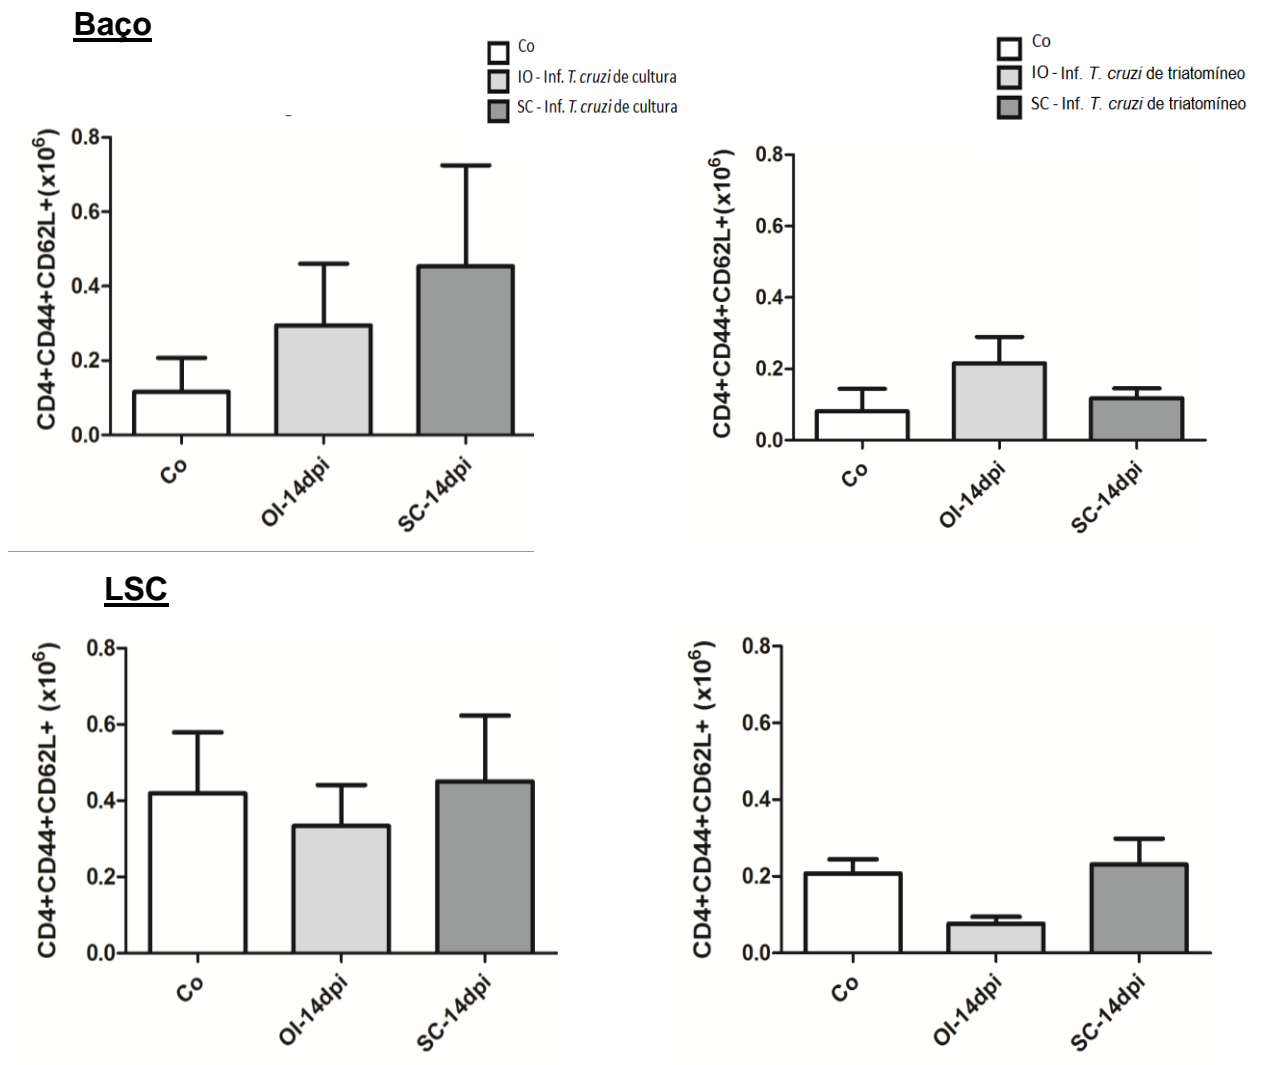 Baço
Co
IO - Inf. T. cruzi de cultura
SC - Inf. T. cruzi de cultura
CD4+CD44+CD62L+(x10⁶)
0.8
0.6
0.4
0.2
0.0
Co
OI-14dpi
SC-14dpi
Co
IO - Inf. T. cruzi de triatomíneo
SC - Inf. T. cruzi de triatomíneo
CD4+CD44+CD62L+(x10⁶)
0.8
0.6
0.4
0.2
0.0
Co
OI-14dpi
SC-14dpi
LSC
CD4+CD44+CD62L+ (x10⁶)
0.8
0.6
0.4
0.2
0.0
Co
OI-14dpi
SC-14dpi
CD4+CD44+CD62L+ (x10⁶)
0.8
0.6
0.4
0.2
0.0
Co
OI-14dpi
SC-14dpi